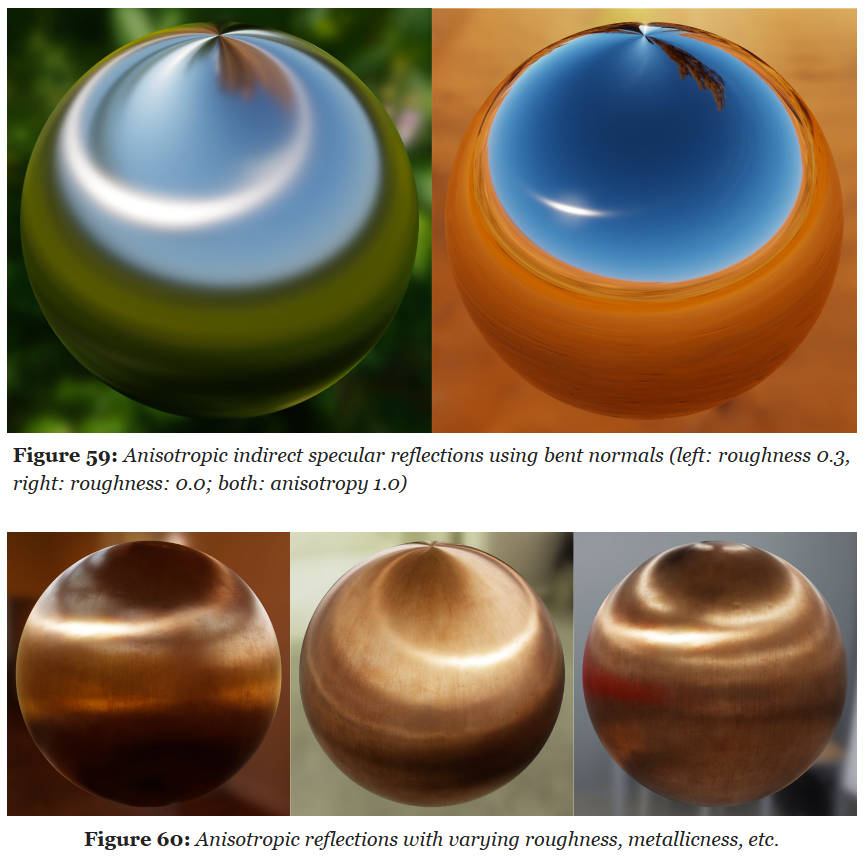 Figure 59: Anisotropic indirect specular reflections using bent normals (left: roughness 0.3,
right: roughness: 0.0; both: anisotropy 1.0)
Figure 60: Anisotropic reflections with varying roughness, metallicness, etc.